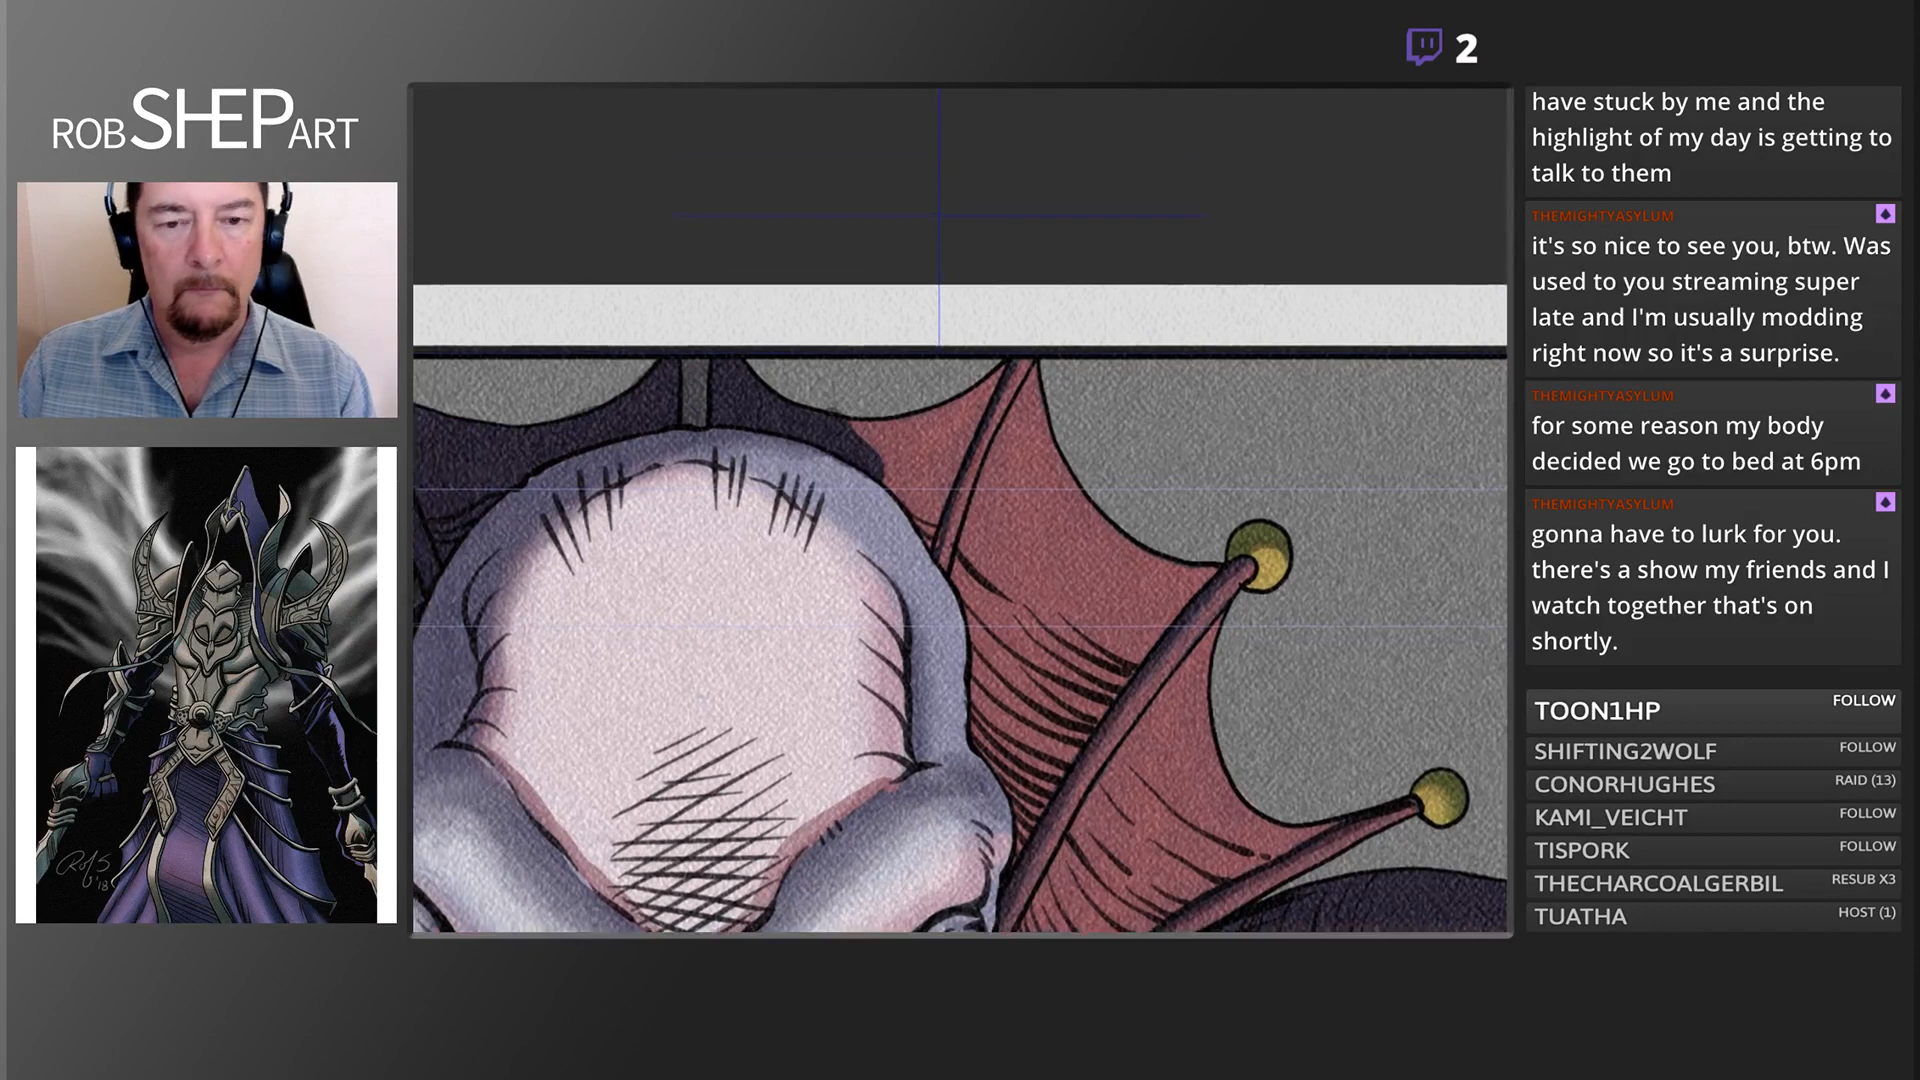 2
ROB SHEP ART
have stuck by me and the
highlight of my day is getting to
talk to them
THEMIGHTYASYLUM
it's so nice to see you, btw. Was
used to you streaming super
late and I'm usually modding
right now so it's a surprise.
THEMIGHTYASYLUM
for some reason my body
decided we go to bed at 6pm
THEMIGHTYASYLUM
gonna have to lurk for you.
there's a show my friends and I
watch together that's on
shortly.
TOON1HP FOLLOW
SHIFTING2WOLF FOLLOW
CONORHUGHES RAID (13)
KAMI_VEICHT FOLLOW
TISPORK FOLLOW
THECHARCOALGERBIL RESUB X3
TUATHA HOST (1)